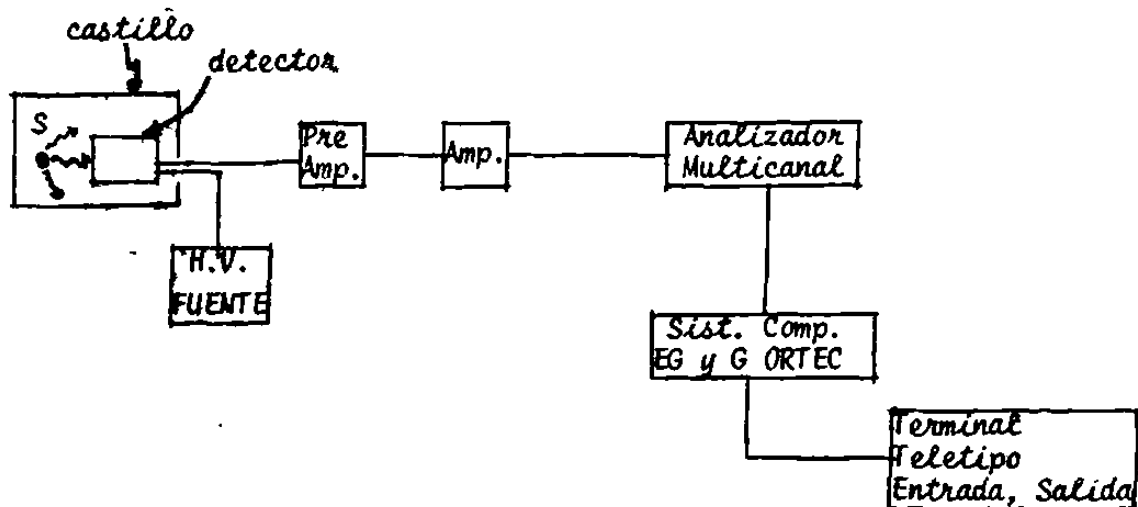 castillo
detector
S
Pre
Amp.
Amp.
Analizador
Multicanal
H.V.
FUENTE
Sist. Comp.
EG y G ORTEC
Terminal
Teletipo
Entrada, Salida